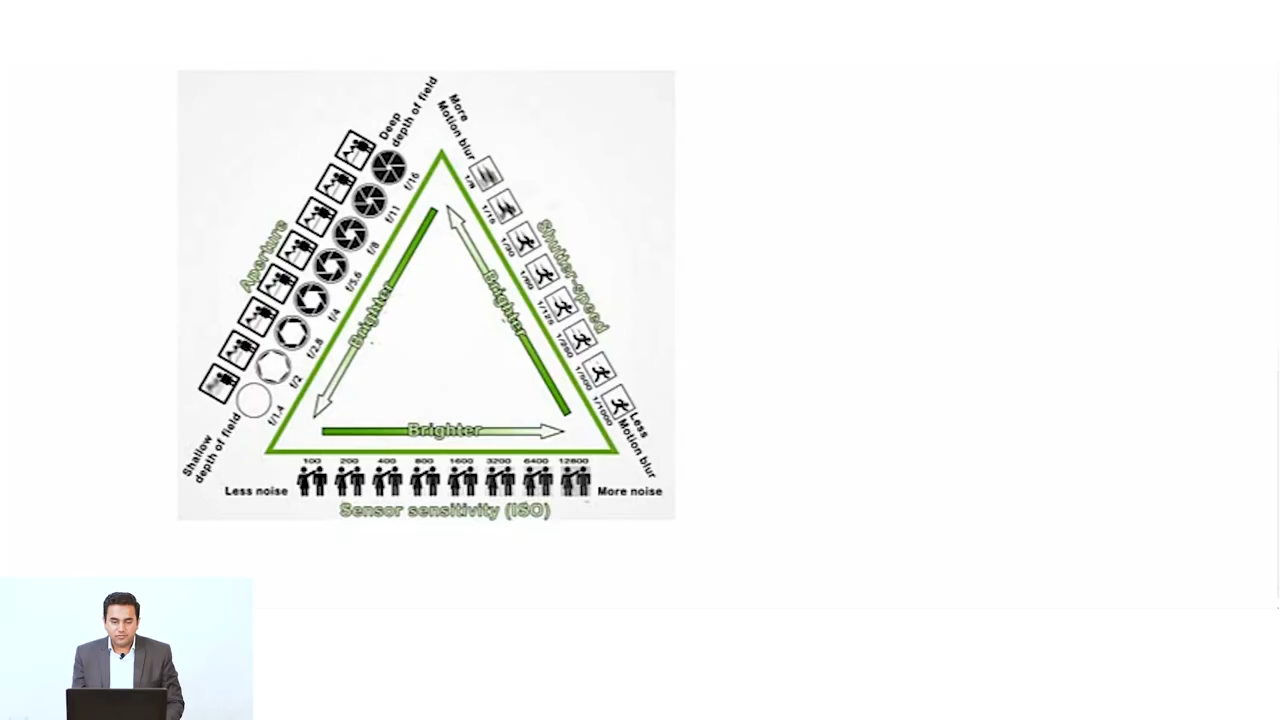 Deep
depth of field
More
Motion blur
Aperture
f/16
f/11
f/8
f/5.6
f/4
f/2.8
f/2
f/1.4
Shallow
depth of field
Shutter-speed
1/8
1/15
1/30
1/60
1/125
1/250
1/500
1/1000
Less
Motion blur
Brighter
Brighter
Brighter
100 200 400 800 1600 3200 6400 12800
Less noise
More noise
Sensor sensitivity (ISO)